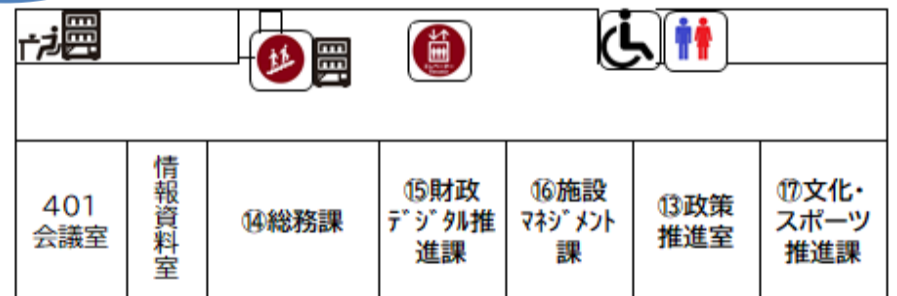 401
会議室
情報資料室
⑭総務課
⑮財政
デジタル推
進課
⑯施設
マネジメント
課
⑬政策
推進室
⑰文化・
スポーツ
推進課